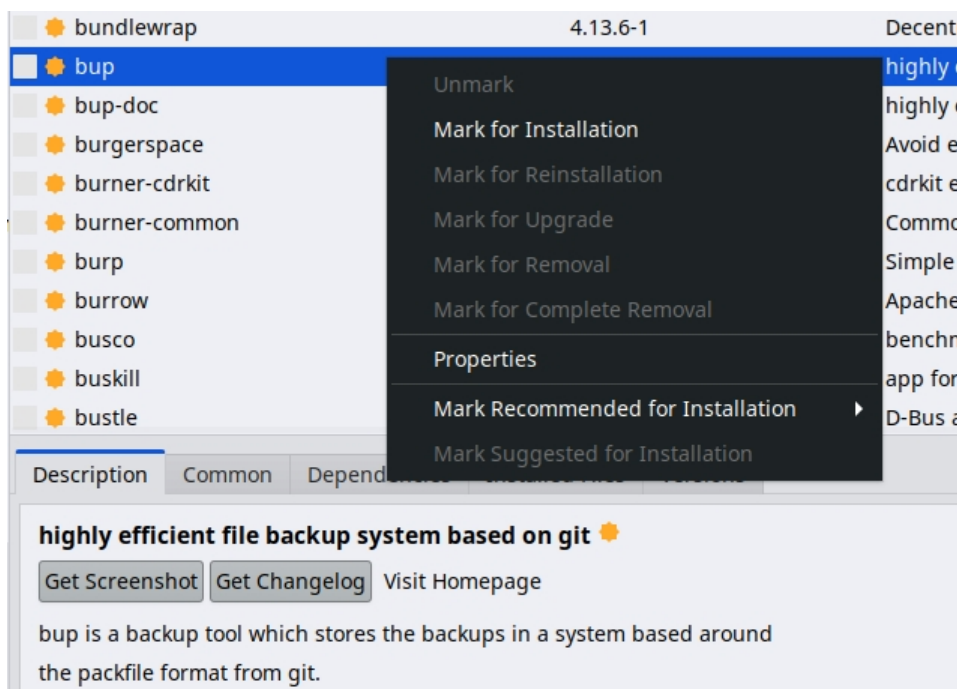 bundlewrap 4.13.6-1 Decent
bup highly
bup-doc highly
burgerspace Avoid
burner-cdrkit cdrkit
burner-common Commo
burp Simple
burrow Apache
busco benchm
buskill app for
bustle D-Bus
Unmark
Mark for Installation
Mark for Reinstallation
Mark for Upgrade
Mark for Removal
Mark for Complete Removal
Properties
Mark Recommended for Installation
Mark Suggested for Installation
Description Common
highly efficient file backup system based on git
Get Screenshot Get Changelog Visit Homepage
bup is a backup tool which stores the backups in a system based around
the packfile format from git.